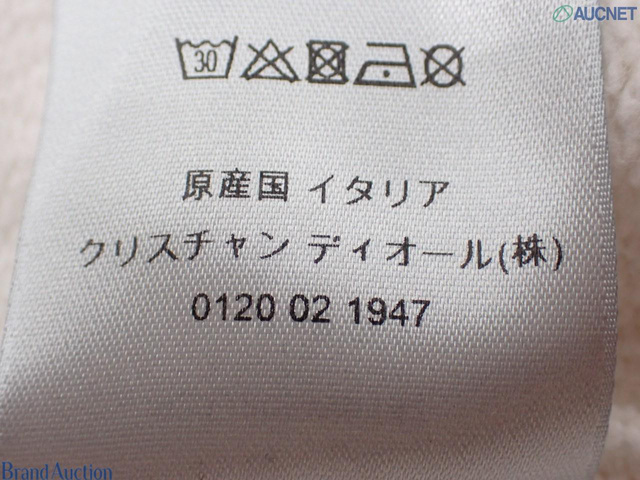 AUCNET
30
原産国 イタリア
クリスチャン ディオール(株)
0120 02 1947
Brand Auction